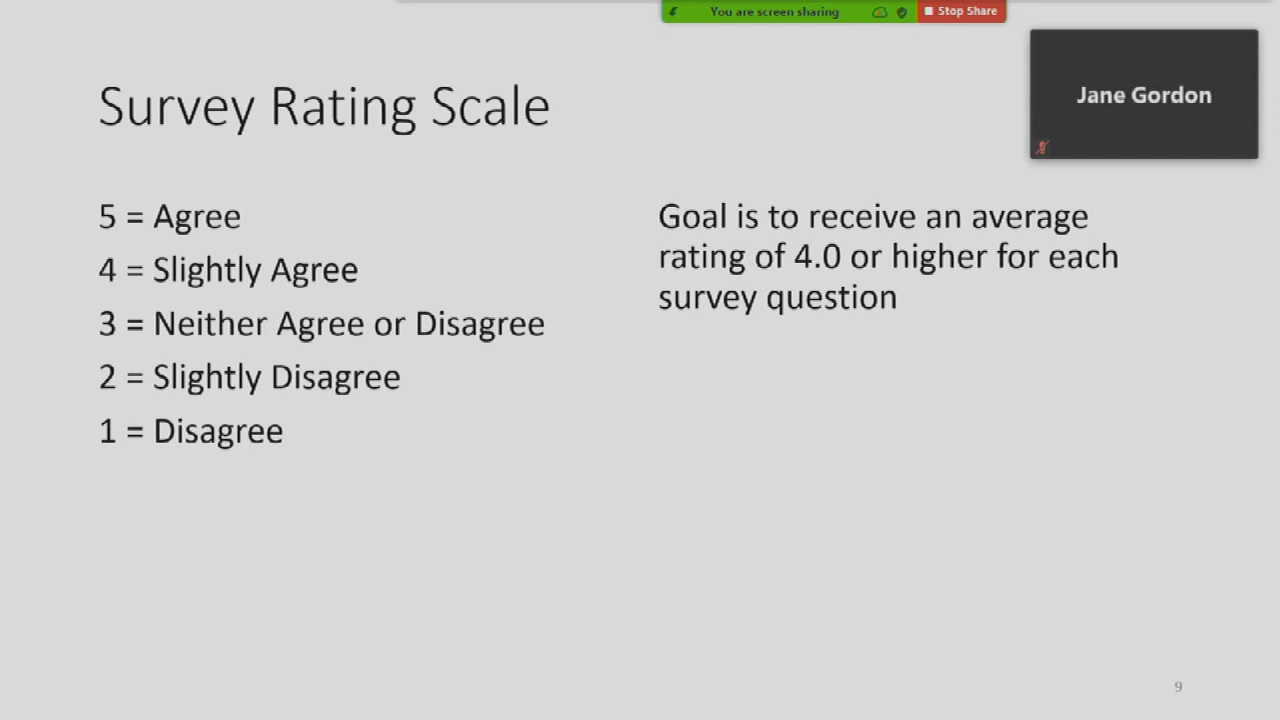 You are screen sharing
Stop Share
Jane Gordon
Survey Rating Scale
5 = Agree
4 = Slightly Agree
3 = Neither Agree or Disagree
2 = Slightly Disagree
1 = Disagree
Goal is to receive an average
rating of 4.0 or higher for each
survey question
9